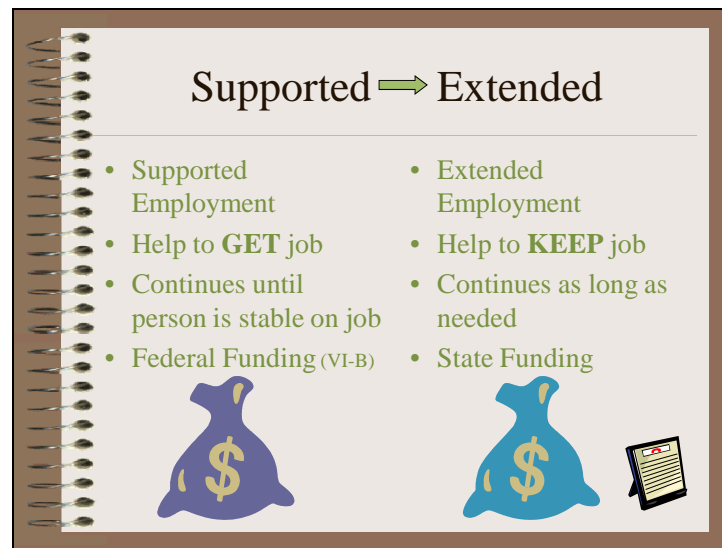 Supported Extended
• Supported
Employment
• Help to GET job
• Continues until
person is stable on job
• Federal Funding (VI-B)
• Extended
Employment
• Help to KEEP job
• Continues as long as
needed
• State Funding
$
$